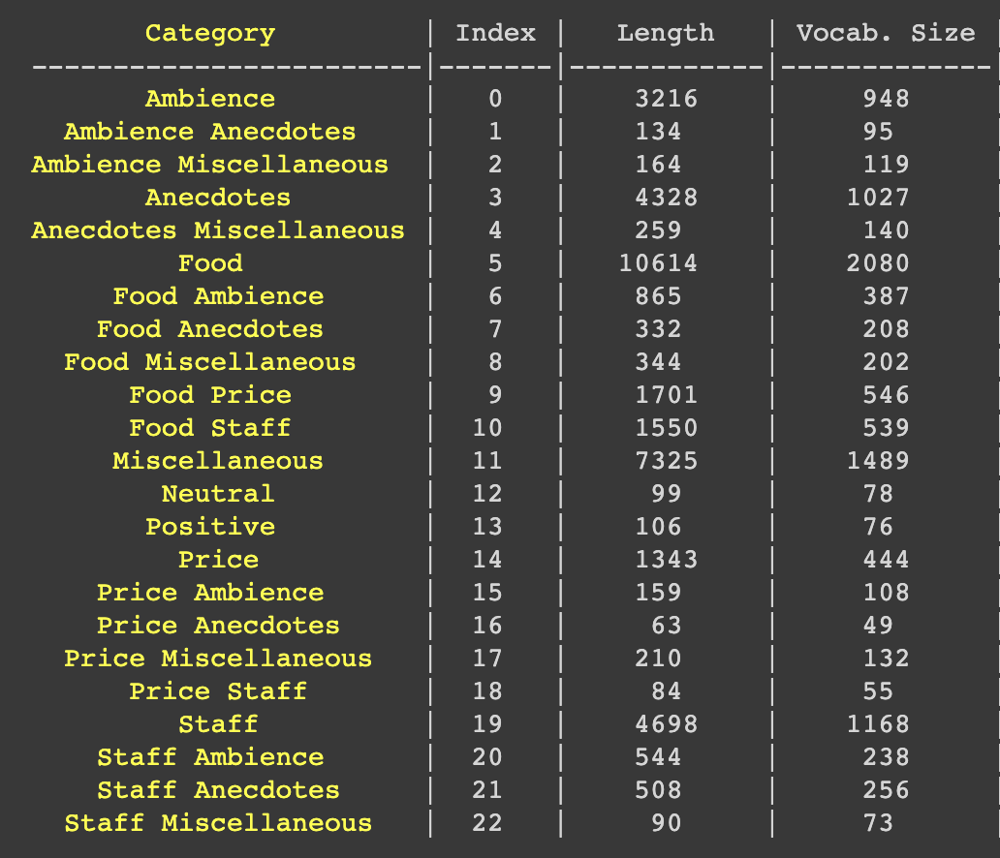 Category | Index | Length | Vocab. Size |
------------------------|-------|------------|-------------|
Ambience | 0 | 3216 | 948 |
Ambience Anecdotes | 1 | 134 | 95 |
Ambience Miscellaneous | 2 | 164 | 119 |
Anecdotes | 3 | 4328 | 1027 |
Anecdotes Miscellaneous | 4 | 259 | 140 |
Food | 5 | 10614 | 2080 |
Food Ambience | 6 | 865 | 387 |
Food Anecdotes | 7 | 332 | 208 |
Food Miscellaneous | 8 | 344 | 202 |
Food Price | 9 | 1701 | 546 |
Food Staff | 10 | 1550 | 539 |
Miscellaneous | 11 | 7325 | 1489 |
Neutral | 12 | 99 | 78 |
Positive | 13 | 106 | 76 |
Price | 14 | 1343 | 444 |
Price Ambience | 15 | 159 | 108 |
Price Anecdotes | 16 | 63 | 49 |
Price Miscellaneous | 17 | 210 | 132 |
Price Staff | 18 | 84 | 55 |
Staff | 19 | 4698 | 1168 |
Staff Ambience | 20 | 544 | 238 |
Staff Anecdotes | 21 | 508 | 256 |
Staff Miscellaneous | 22 | 90 | 73 |